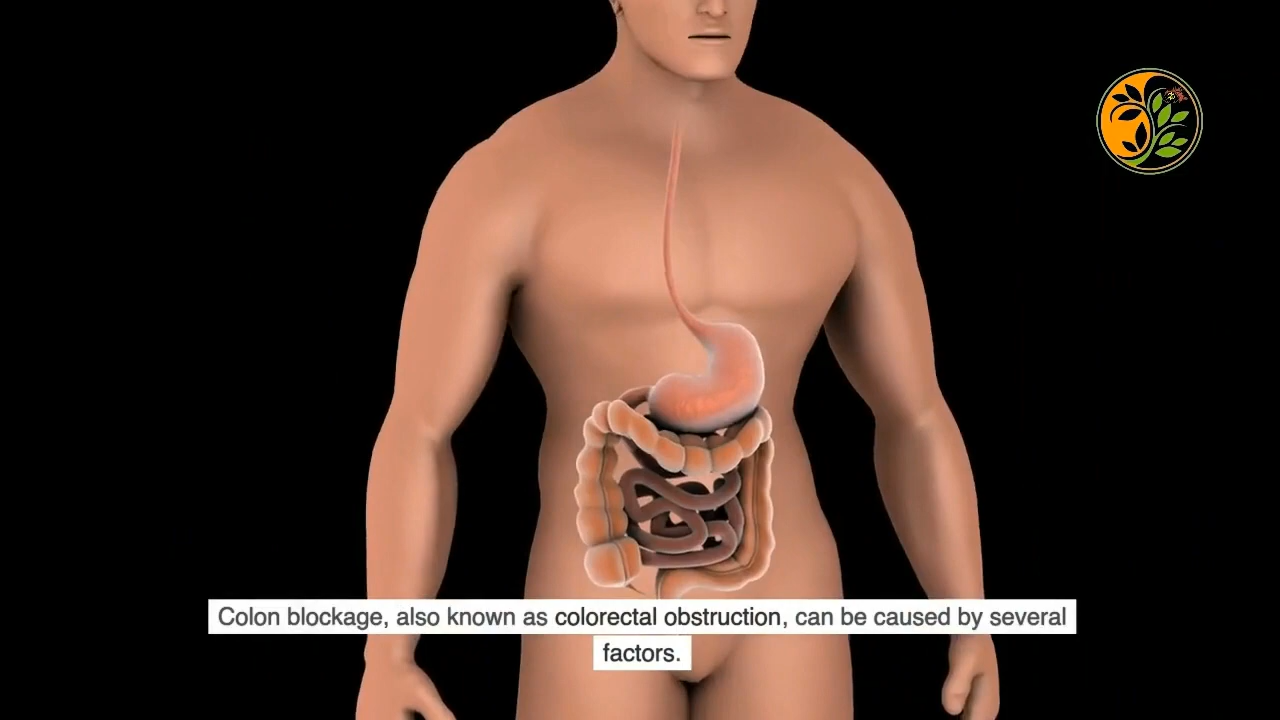 Colon blockage, also known as colorectal obstruction, can be caused by several
factors.